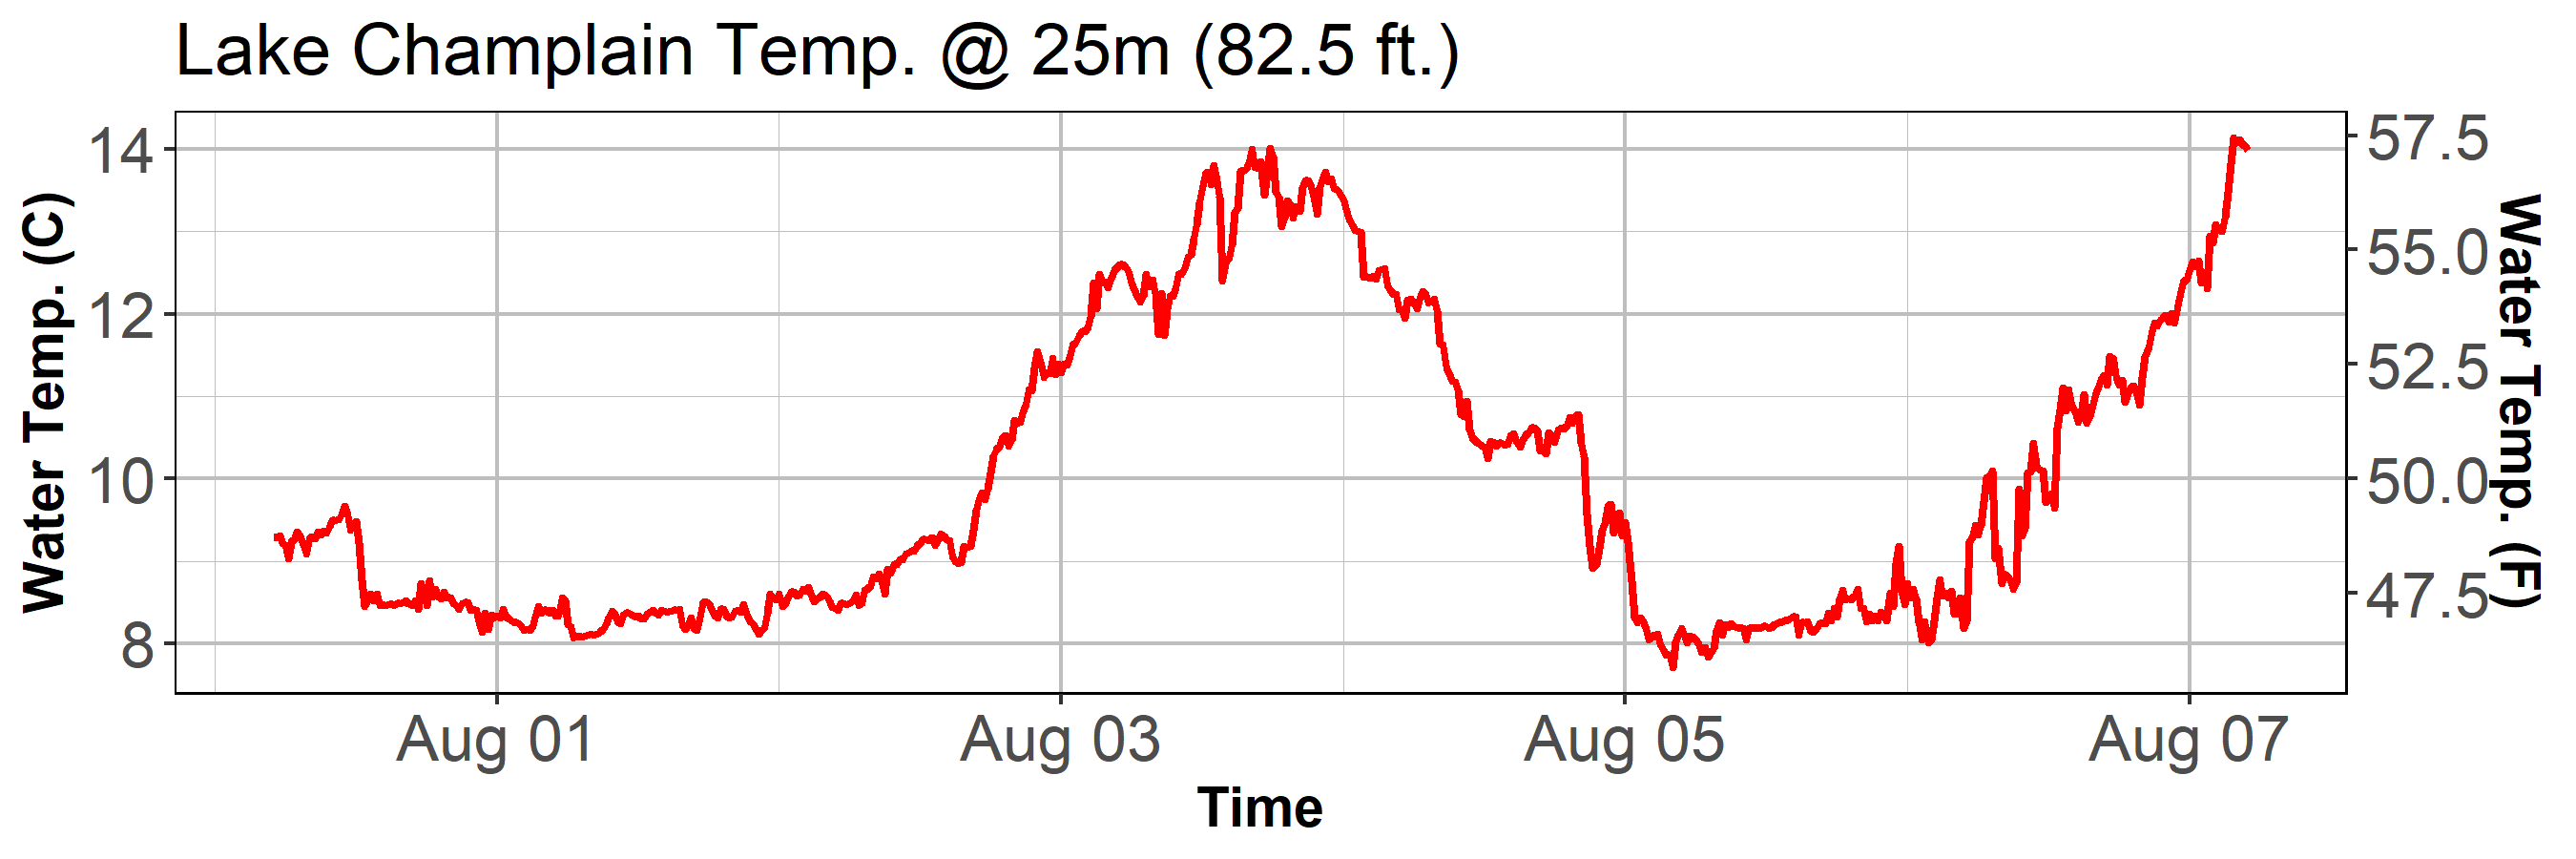 Lake Champlain Temp. @ 25m (82.5 ft.)
Water Temp. (C)
14
12
10
8
57.5
55.0
52.5
50.0
47.5
Water Temp. (F)
Aug 01 Aug 03 Aug 05 Aug 07
Time